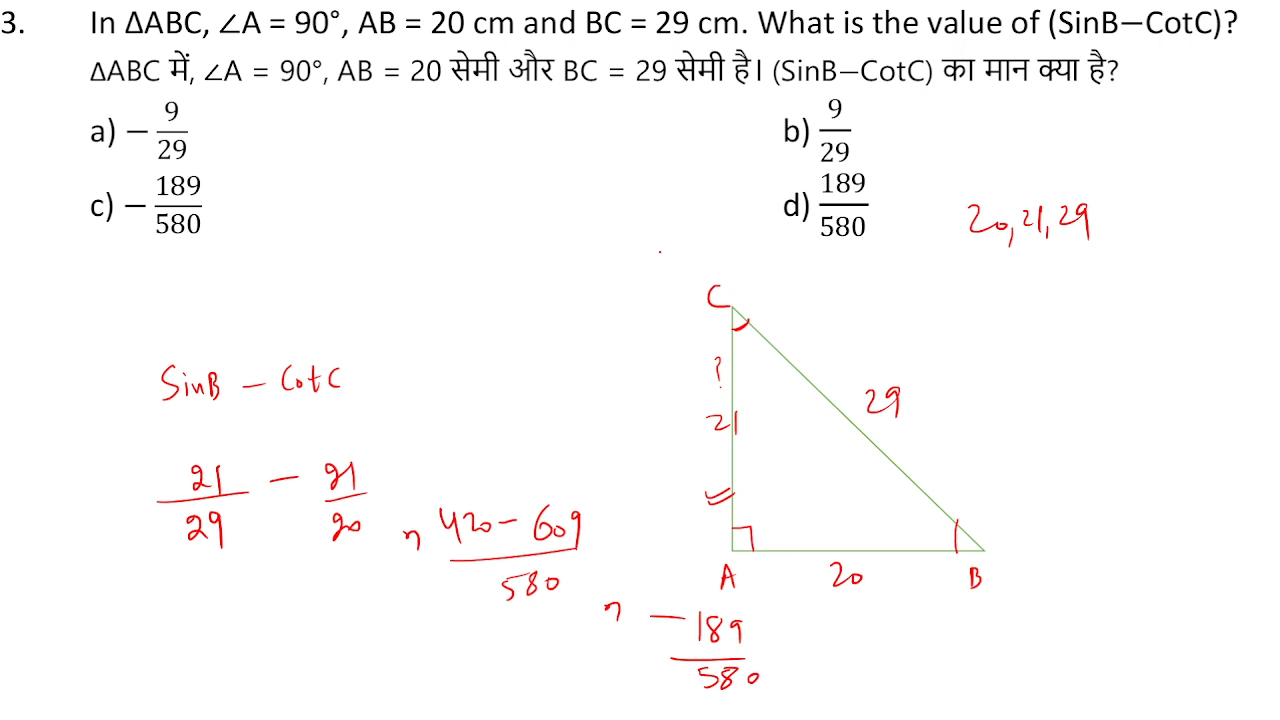 3. In ΔABC, ∠A = 90°, AB = 20 cm and BC = 29 cm. What is the value of (SinB−CotC)?
ΔABC में, ∠A = 90°, AB = 20 सेमी और BC = 29 सेमी है। (SinB−CotC) का मान क्या है?
a) − 9/29
b) 9/29
c) − 189/580
d) 189/580
20, 21, 29
C
?
21
29
A
20
B
SinB − CotC
21/29 − 21/20
= 420 − 609 / 580
= − 189/580